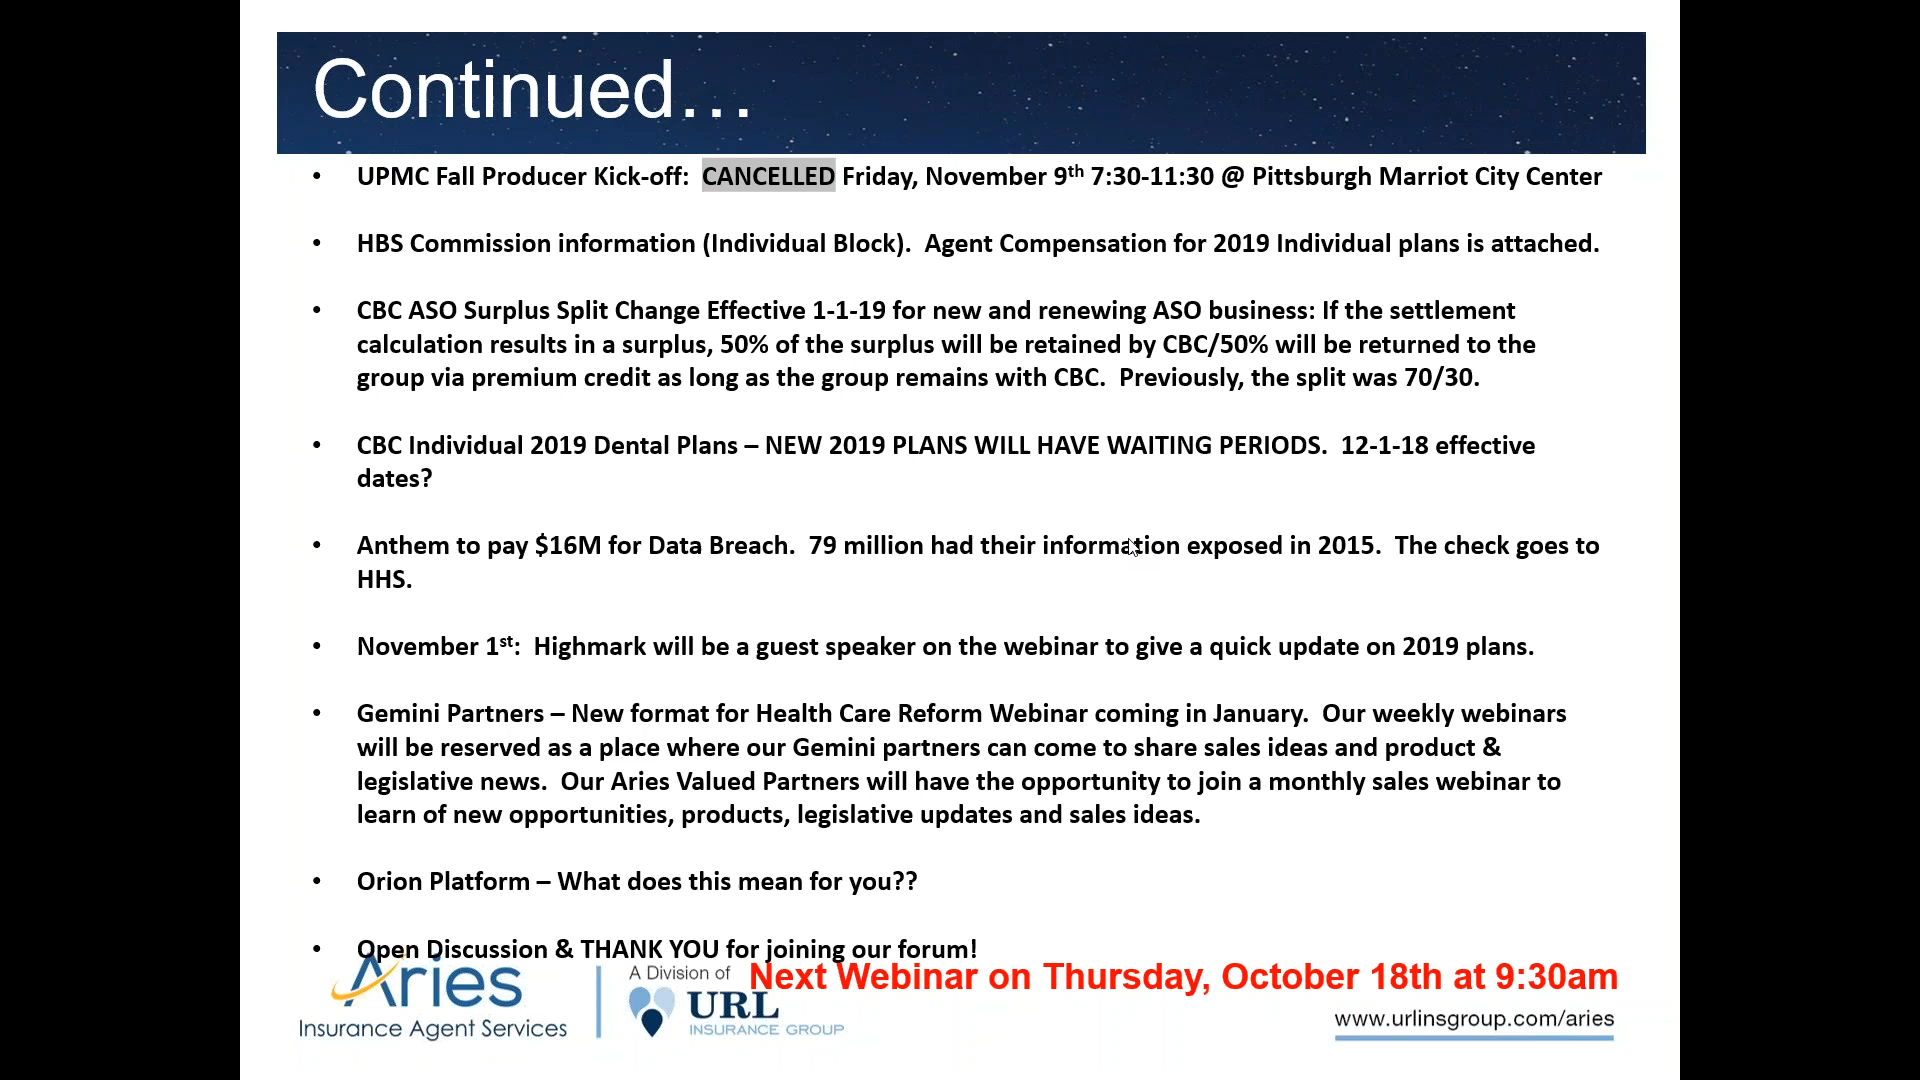 Continued…
• UPMC Fall Producer Kick-off:  CANCELLED Friday, November 9th 7:30-11:30 @ Pittsburgh Marriot City Center
• HBS Commission information (Individual Block).  Agent Compensation for 2019 Individual plans is attached.
• CBC ASO Surplus Split Change Effective 1-1-19 for new and renewing ASO business: If the settlement
calculation results in a surplus, 50% of the surplus will be retained by CBC/50% will be returned to the
group via premium credit as long as the group remains with CBC.  Previously, the split was 70/30.
• CBC Individual 2019 Dental Plans – NEW 2019 PLANS WILL HAVE WAITING PERIODS.  12-1-18 effective
dates?
• Anthem to pay $16M for Data Breach.  79 million had their information exposed in 2015.  The check goes to
HHS.
• November 1st:  Highmark will be a guest speaker on the webinar to give a quick update on 2019 plans.
• Gemini Partners – New format for Health Care Reform Webinar coming in January.  Our weekly webinars
will be reserved as a place where our Gemini partners can come to share sales ideas and product &
legislative news.  Our Aries Valued Partners will have the opportunity to join a monthly sales webinar to
learn of new opportunities, products, legislative updates and sales ideas.
• Orion Platform – What does this mean for you??
• Open Discussion & THANK YOU for joining our forum!
Next Webinar on Thursday, October 18th at 9:30am
Aries
Insurance Agent Services
A Division of
URL
INSURANCE GROUP
www.urlinsgroup.com/aries